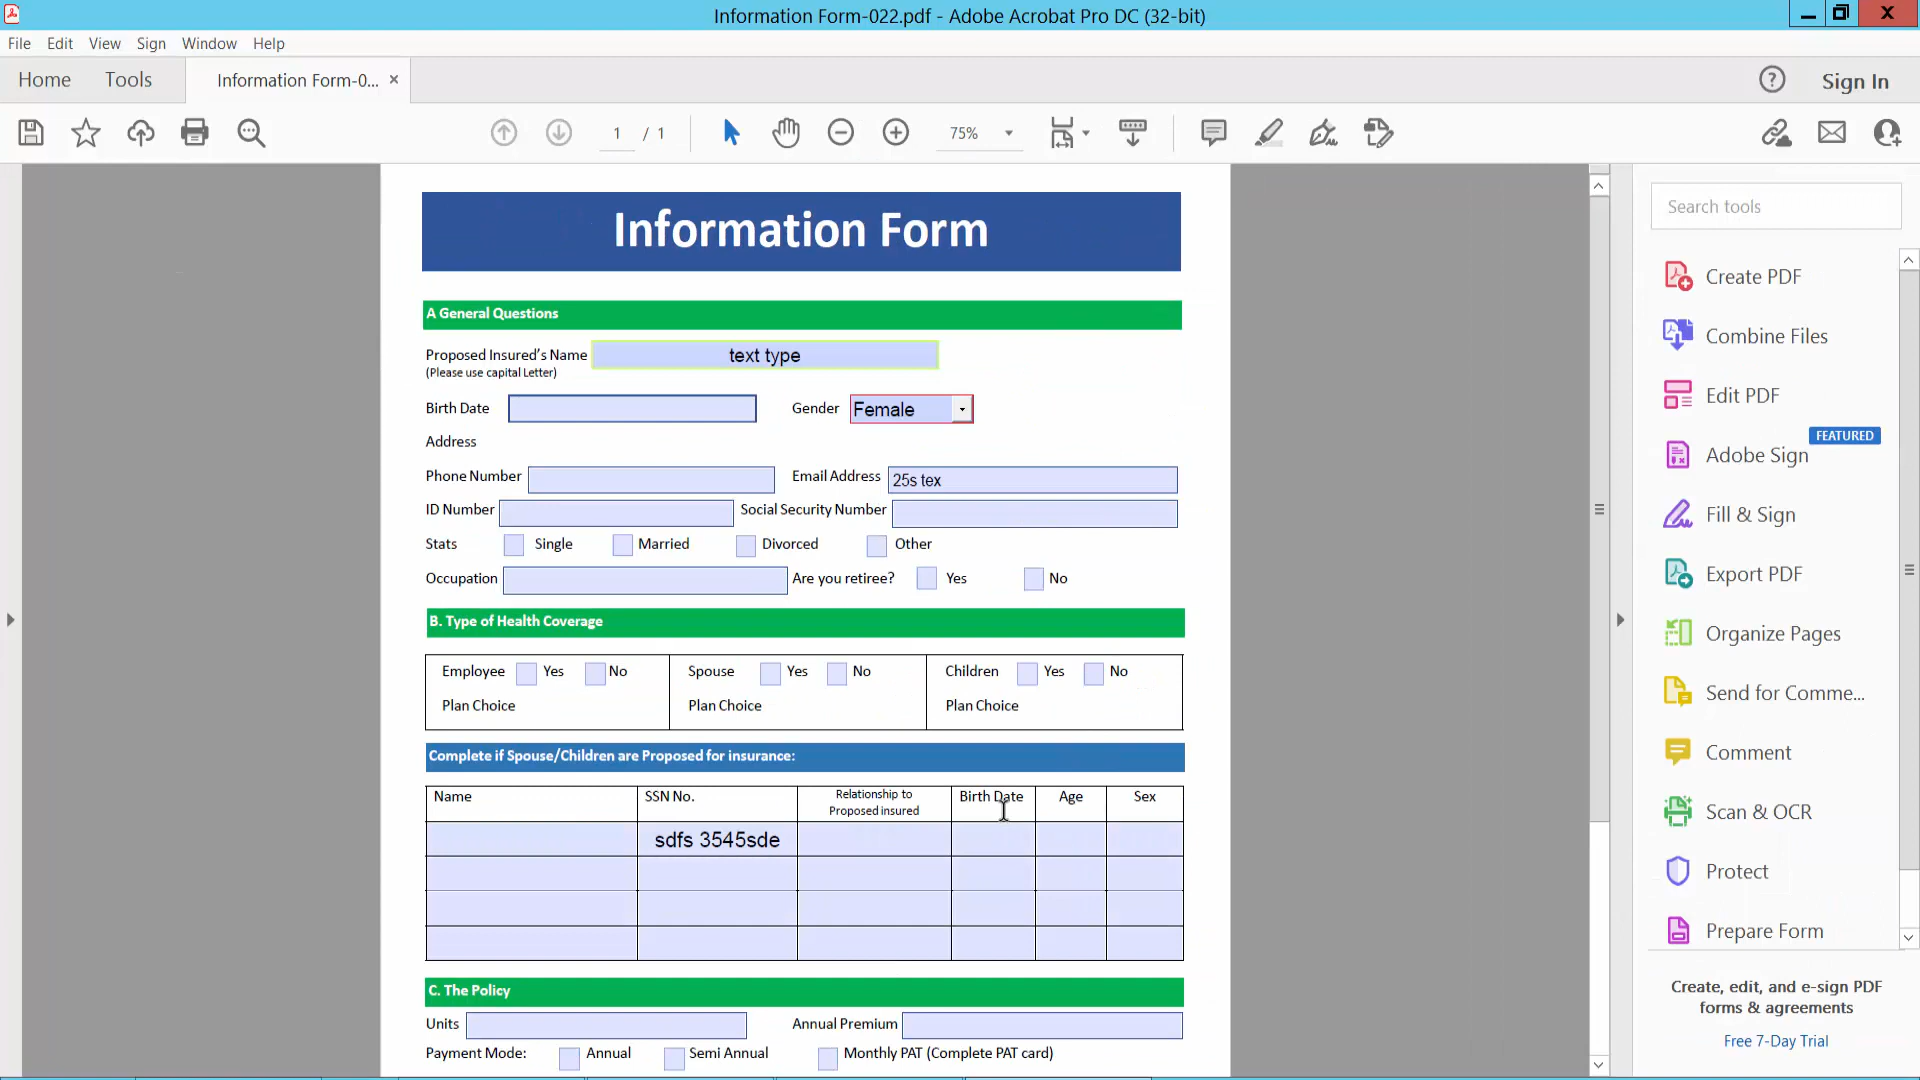 Information Form-022.pdf - Adobe Acrobat Pro DC (32-bit)
File Edit View Sign Window Help
Home Tools Information Form-0... × Sign In
1 / 1 75%
Search tools
Create PDF
Combine Files
Edit PDF
FEATURED
Adobe Sign
Fill & Sign
Export PDF
Organize Pages
Send for Comme...
Comment
Scan & OCR
Protect
Prepare Form
Create, edit, and e-sign PDF
forms & agreements
Free 7-Day Trial
Information Form
A General Questions
Proposed Insured's Name text type
(Please use capital Letter)
Birth Date Gender Female
Address
Phone Number Email Address 25s tex
ID Number Social Security Number
Stats Single Married Divorced Other
Occupation Are you retiree? Yes No
B. Type of Health Coverage
Employee Yes No Spouse Yes No Children Yes No
Plan Choice Plan Choice Plan Choice
Complete if Spouse/Children are Proposed for insurance:
Name SSN No. Relationship to Proposed insured Birth Date Age Sex
sdfs 3545sde
C. The Policy
Units Annual Premium
Payment Mode: Annual Semi Annual Monthly PAT (Complete PAT card)